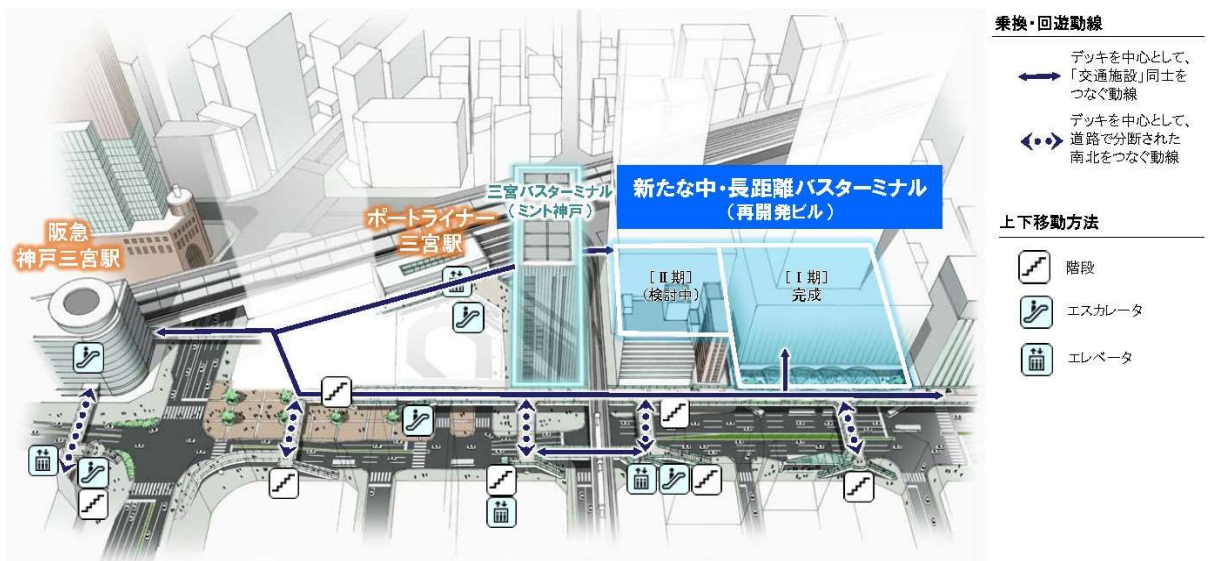 阪急
神戸三宮駅
ポートライナー
三宮駅
三宮バスターミナル
(ミント神戸)
新たな中・長距離バスターミナル
(再開発ビル)
[Ⅱ期]
(検討中)
[Ⅰ期]
完成
乗換・回遊動線
デッキを中心として、
「交通施設」同士を
つなぐ動線
デッキを中心として、
道路で分断された
南北をつなぐ動線
上下移動方法
階段
エスカレータ
エレベータ